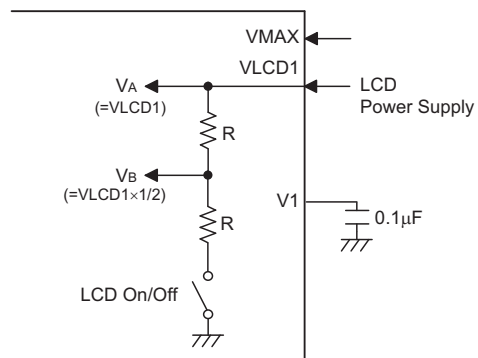 VMAX
VLCD1
VA
(=VLCD1)
LCD
Power Supply
R
VB
(=VLCD1×1/2)
V1
0.1μF
R
LCD On/Off